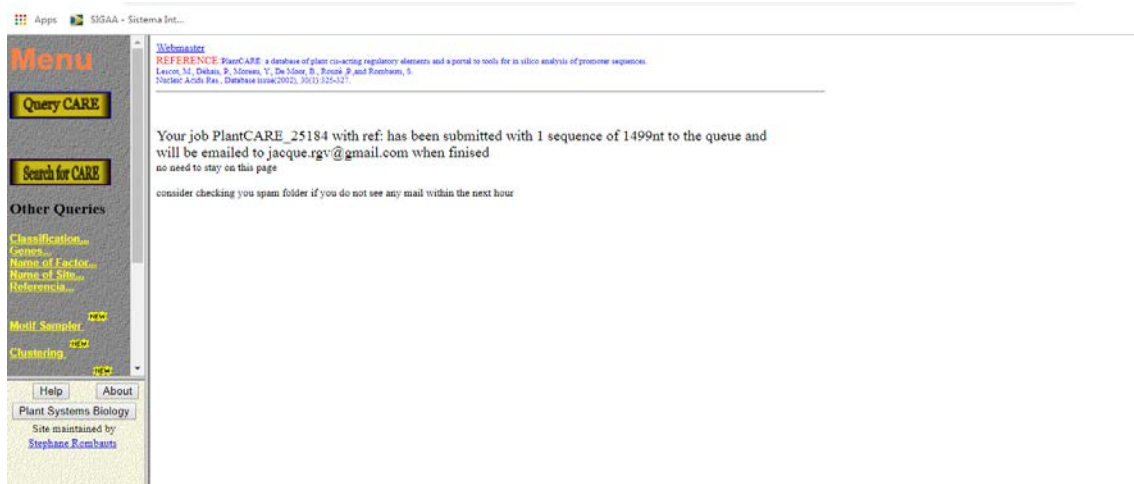 Apps SIGAA - Sistema Int...
Menu
Query CARE
Search for CARE
Other Queries
Classification...
Genes...
Name of Factor...
Name of Site...
Referencia...
NEW
Motif Sampler
NEW
Clustering
NEW
Help About
Plant Systems Biology
Site maintained by
Stephane Rombauts
Webmaster
REFERENCE:PlantCARE: a database of plant cis-acting regulatory elements and a portal to tools for in silico analysis of promoter sequences.
Lescot, M., Déhais, P., Moreau, Y., De Moor, B., Rouzé ,P.,and Rombauts, S.
Nucleic Acids Res., Database issue(2002), 30(1):325-327.
Your job PlantCARE_25184 with ref: has been submitted with 1 sequence of 1499nt to the queue and
will be emailed to jacque.rgv@gmail.com when finised
no need to stay on this page
consider checking you spam folder if you do not see any mail within the next hour